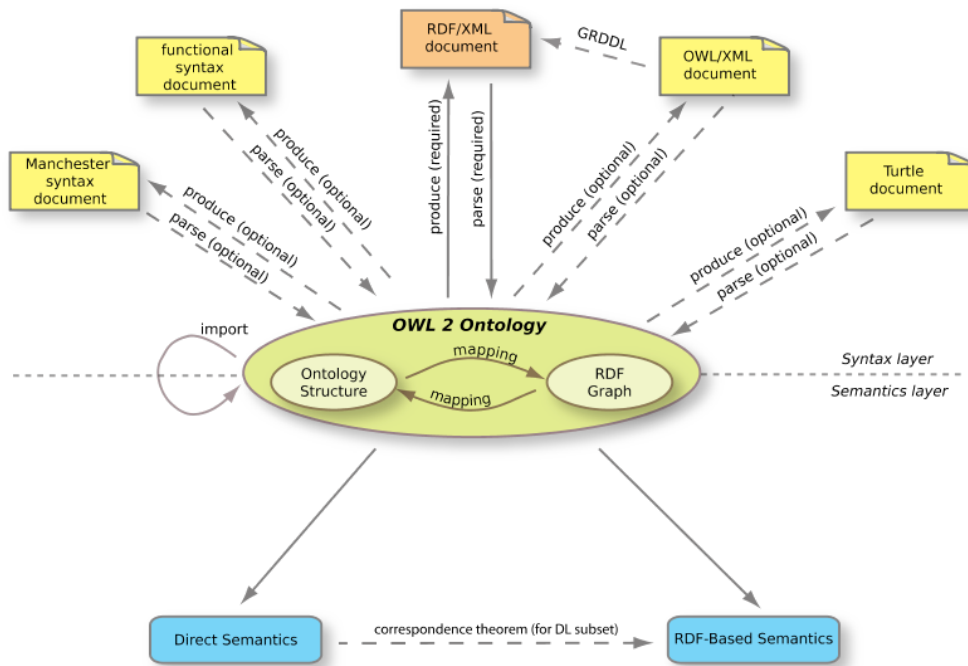 RDF/XML
document
GRDDL
functional
syntax
document
OWL/XML
document
Manchester
syntax
document
Turtle
document
produce (optional)
parse (optional)
produce (optional)
parse (optional)
produce (required)
parse (required)
produce (optional)
parse (optional)
produce (optional)
parse (optional)
OWL 2 Ontology
import
mapping
Ontology
Structure
RDF
Graph
mapping
Syntax layer
Semantics layer
Direct Semantics
correspondence theorem (for DL subset)
RDF-Based Semantics